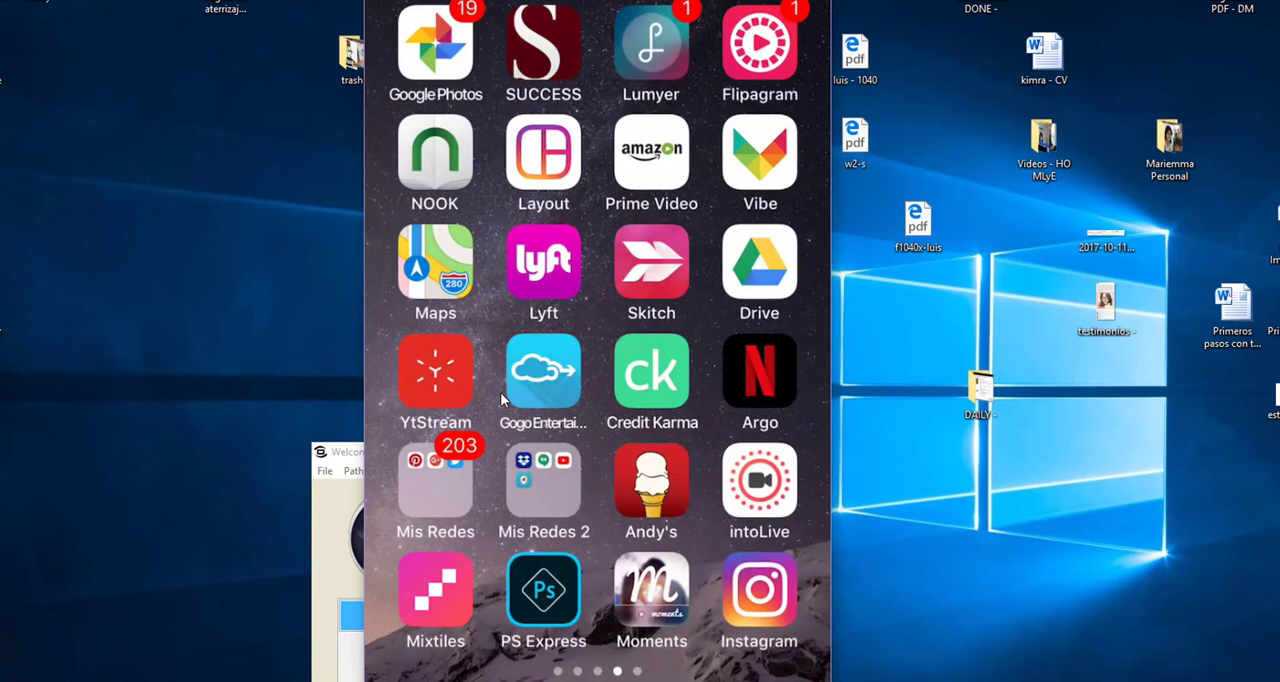 aterrizaj...
DONE -
PDF - DM
19
1
1
S
Google Photos
SUCCESS
Lumyer
Flipagram
trash
pdf
luis - 1040
W
kimra - CV
n
amazon
NOOK
Layout
Prime Video
Vibe
pdf
w2-s
Videos - HO
MLyE
Mariemma
Personal
280
lyft
Maps
Lyft
Skitch
Drive
pdf
f1040x-luis
2017-10-11...
ck
N
YtStream
Gogo Entertai...
Credit Karma
Argo
testimonios -
W
Primeros
pasos con t...
DAILY -
203
Mis Redes
Mis Redes 2
Andy's
intoLive
Welcon
File
Path
Ps
m
moments
Mixtiles
PS Express
Moments
Instagram